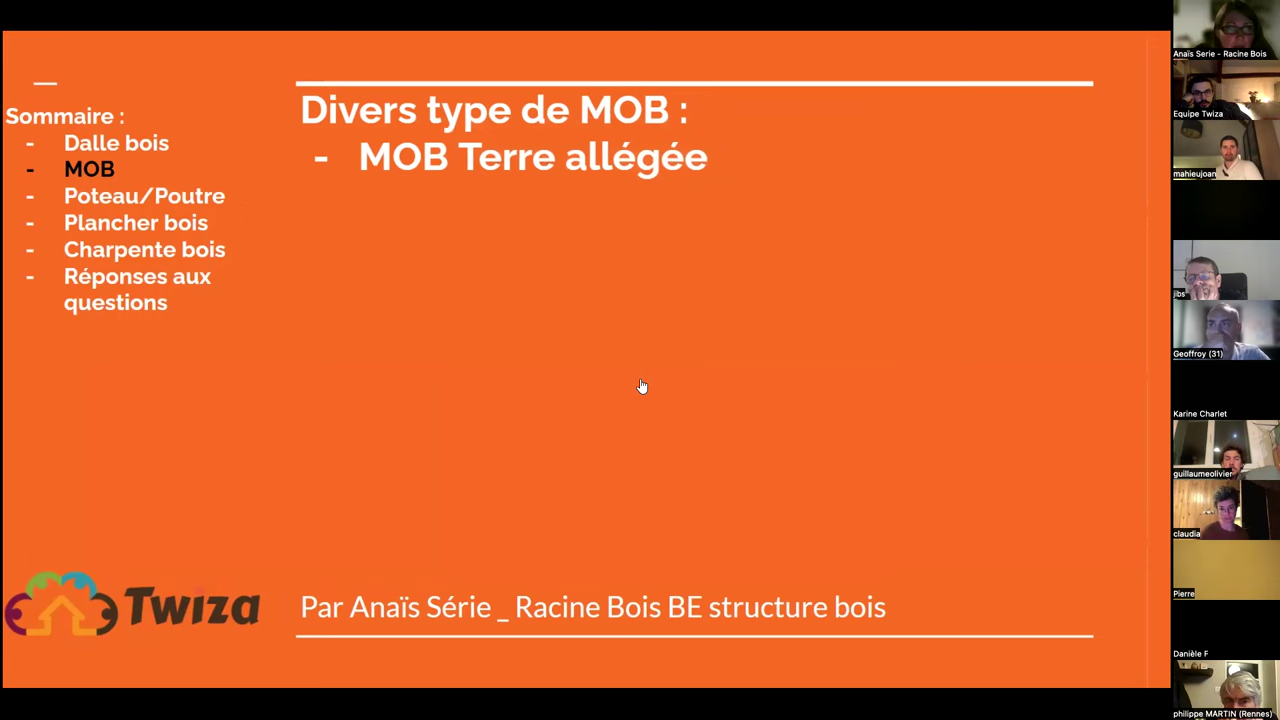 Sommaire :
- Dalle bois
- MOB
- Poteau/Poutre
- Plancher bois
- Charpente bois
- Réponses aux
questions
Divers type de MOB :
- MOB Terre allégée
Twiza
Par Anaïs Série _ Racine Bois BE structure bois
Anaïs Serie - Racine Bois
Equipe Twiza
mahieujoan
jibs
Geoffroy (31)
Karine Charlet
guillaumeolivier
claudia
Pierre
Danièle F
philippe MARTIN (Rennes)